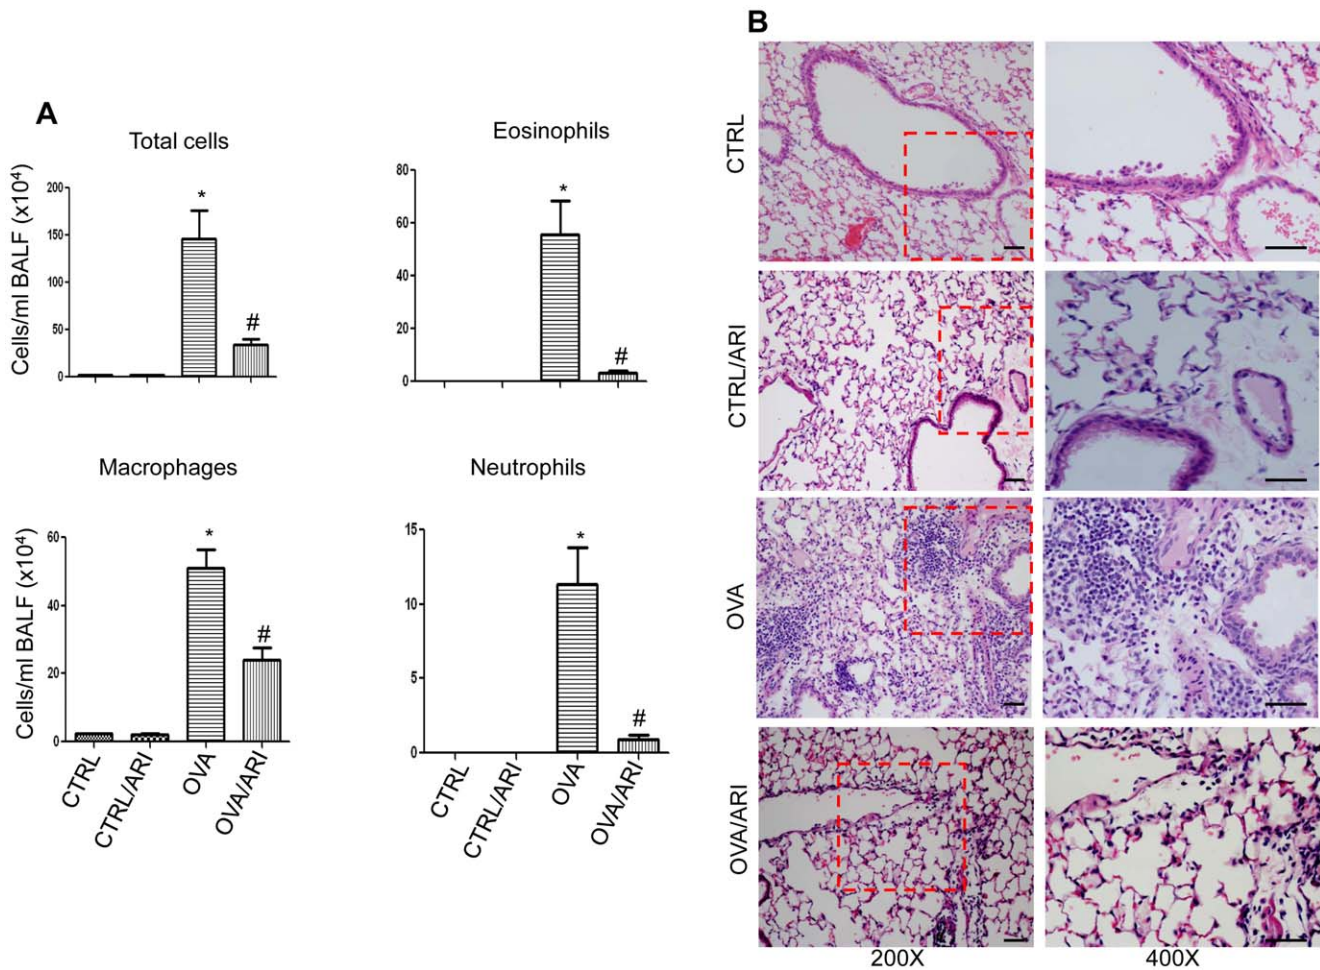 A
Total cells
Cells/ml BALF (x10⁴)
200
150
100
50
0
*
#
Eosinophils
80
60
40
20
0
*
#
Macrophages
Cells/ml BALF (x10⁴)
60
40
20
0
*
#
CTRL
CTRL/ARI
OVA
OVA/ARI
Neutrophils
15
10
5
0
*
#
CTRL
CTRL/ARI
OVA
OVA/ARI
B
CTRL
CTRL/ARI
OVA
OVA/ARI
200X
400X